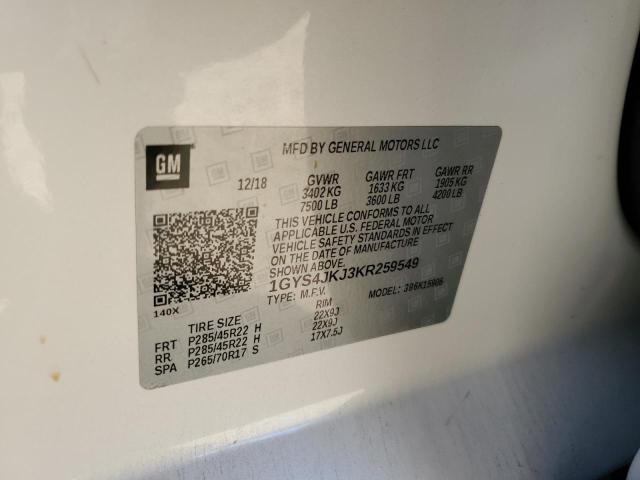 GM
MFD BY GENERAL MOTORS LLC
12/18 GVWR GAWR FRT GAWR RR
3402 KG 1633 KG 1905 KG
7500 LB 3600 LB 4200 LB
THIS VEHICLE CONFORMS TO ALL
APPLICABLE U.S. FEDERAL MOTOR
VEHICLE SAFETY STANDARDS IN EFFECT
ON THE DATE OF MANUFACTURE
SHOWN ABOVE.
1GYS4JKJ3KR259549
TYPE: M.P.V. MODEL: 386K15906
140X
TIRE SIZE RIM
FRT P285/45R22 H 22X9J
RR P285/45R22 H 22X9J
SPA P265/70R17 S 17X7.5J